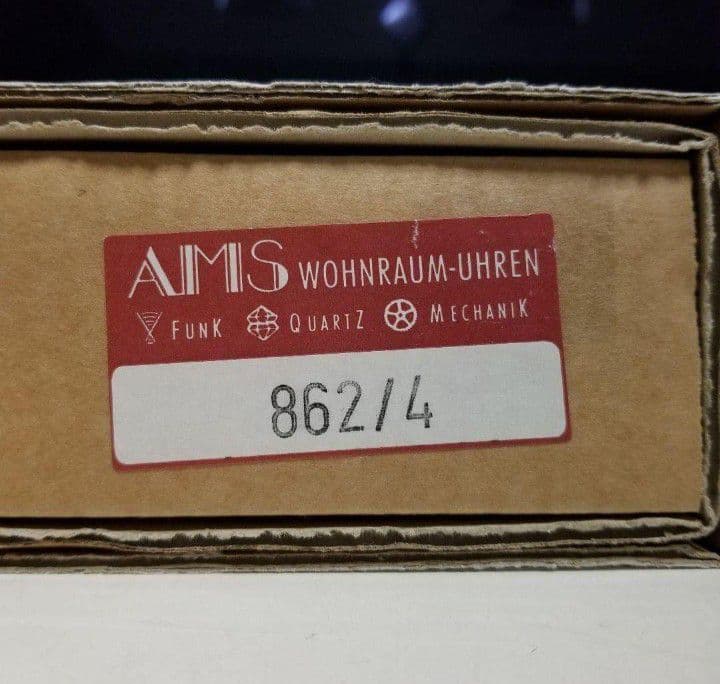 AMS WOHNRAUM-UHREN
FUNK QUARTZ MECHANIK
862/4